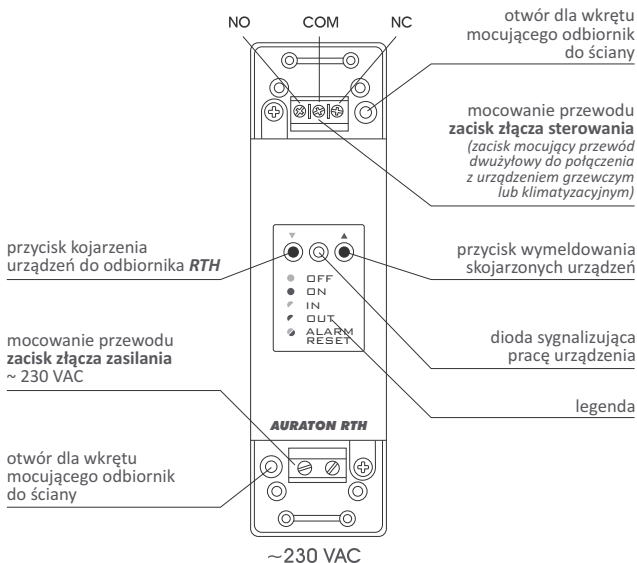 NO COM NC
otwór dla wkrętu
mocującego odbiornik
do ściany
mocowanie przewodu
zacisk złącza sterowania
(zacisk mocujący przewód
dwużyłowy do połączenia
z urządzeniem grzewczym
lub klimatyzacyjnym)
przycisk kojarzenia
urządzeń do odbiornika RTH
przycisk wymeldowania
skojarzonych urządzeń
OFF
ON
IN
OUT
ALARM
RESET
mocowanie przewodu
zacisk złącza zasilania
~ 230 VAC
dioda sygnalizująca
pracę urządzenia
legenda
AURATON RTH
otwór dla wkrętu
mocującego odbiornik
do ściany
~230 VAC